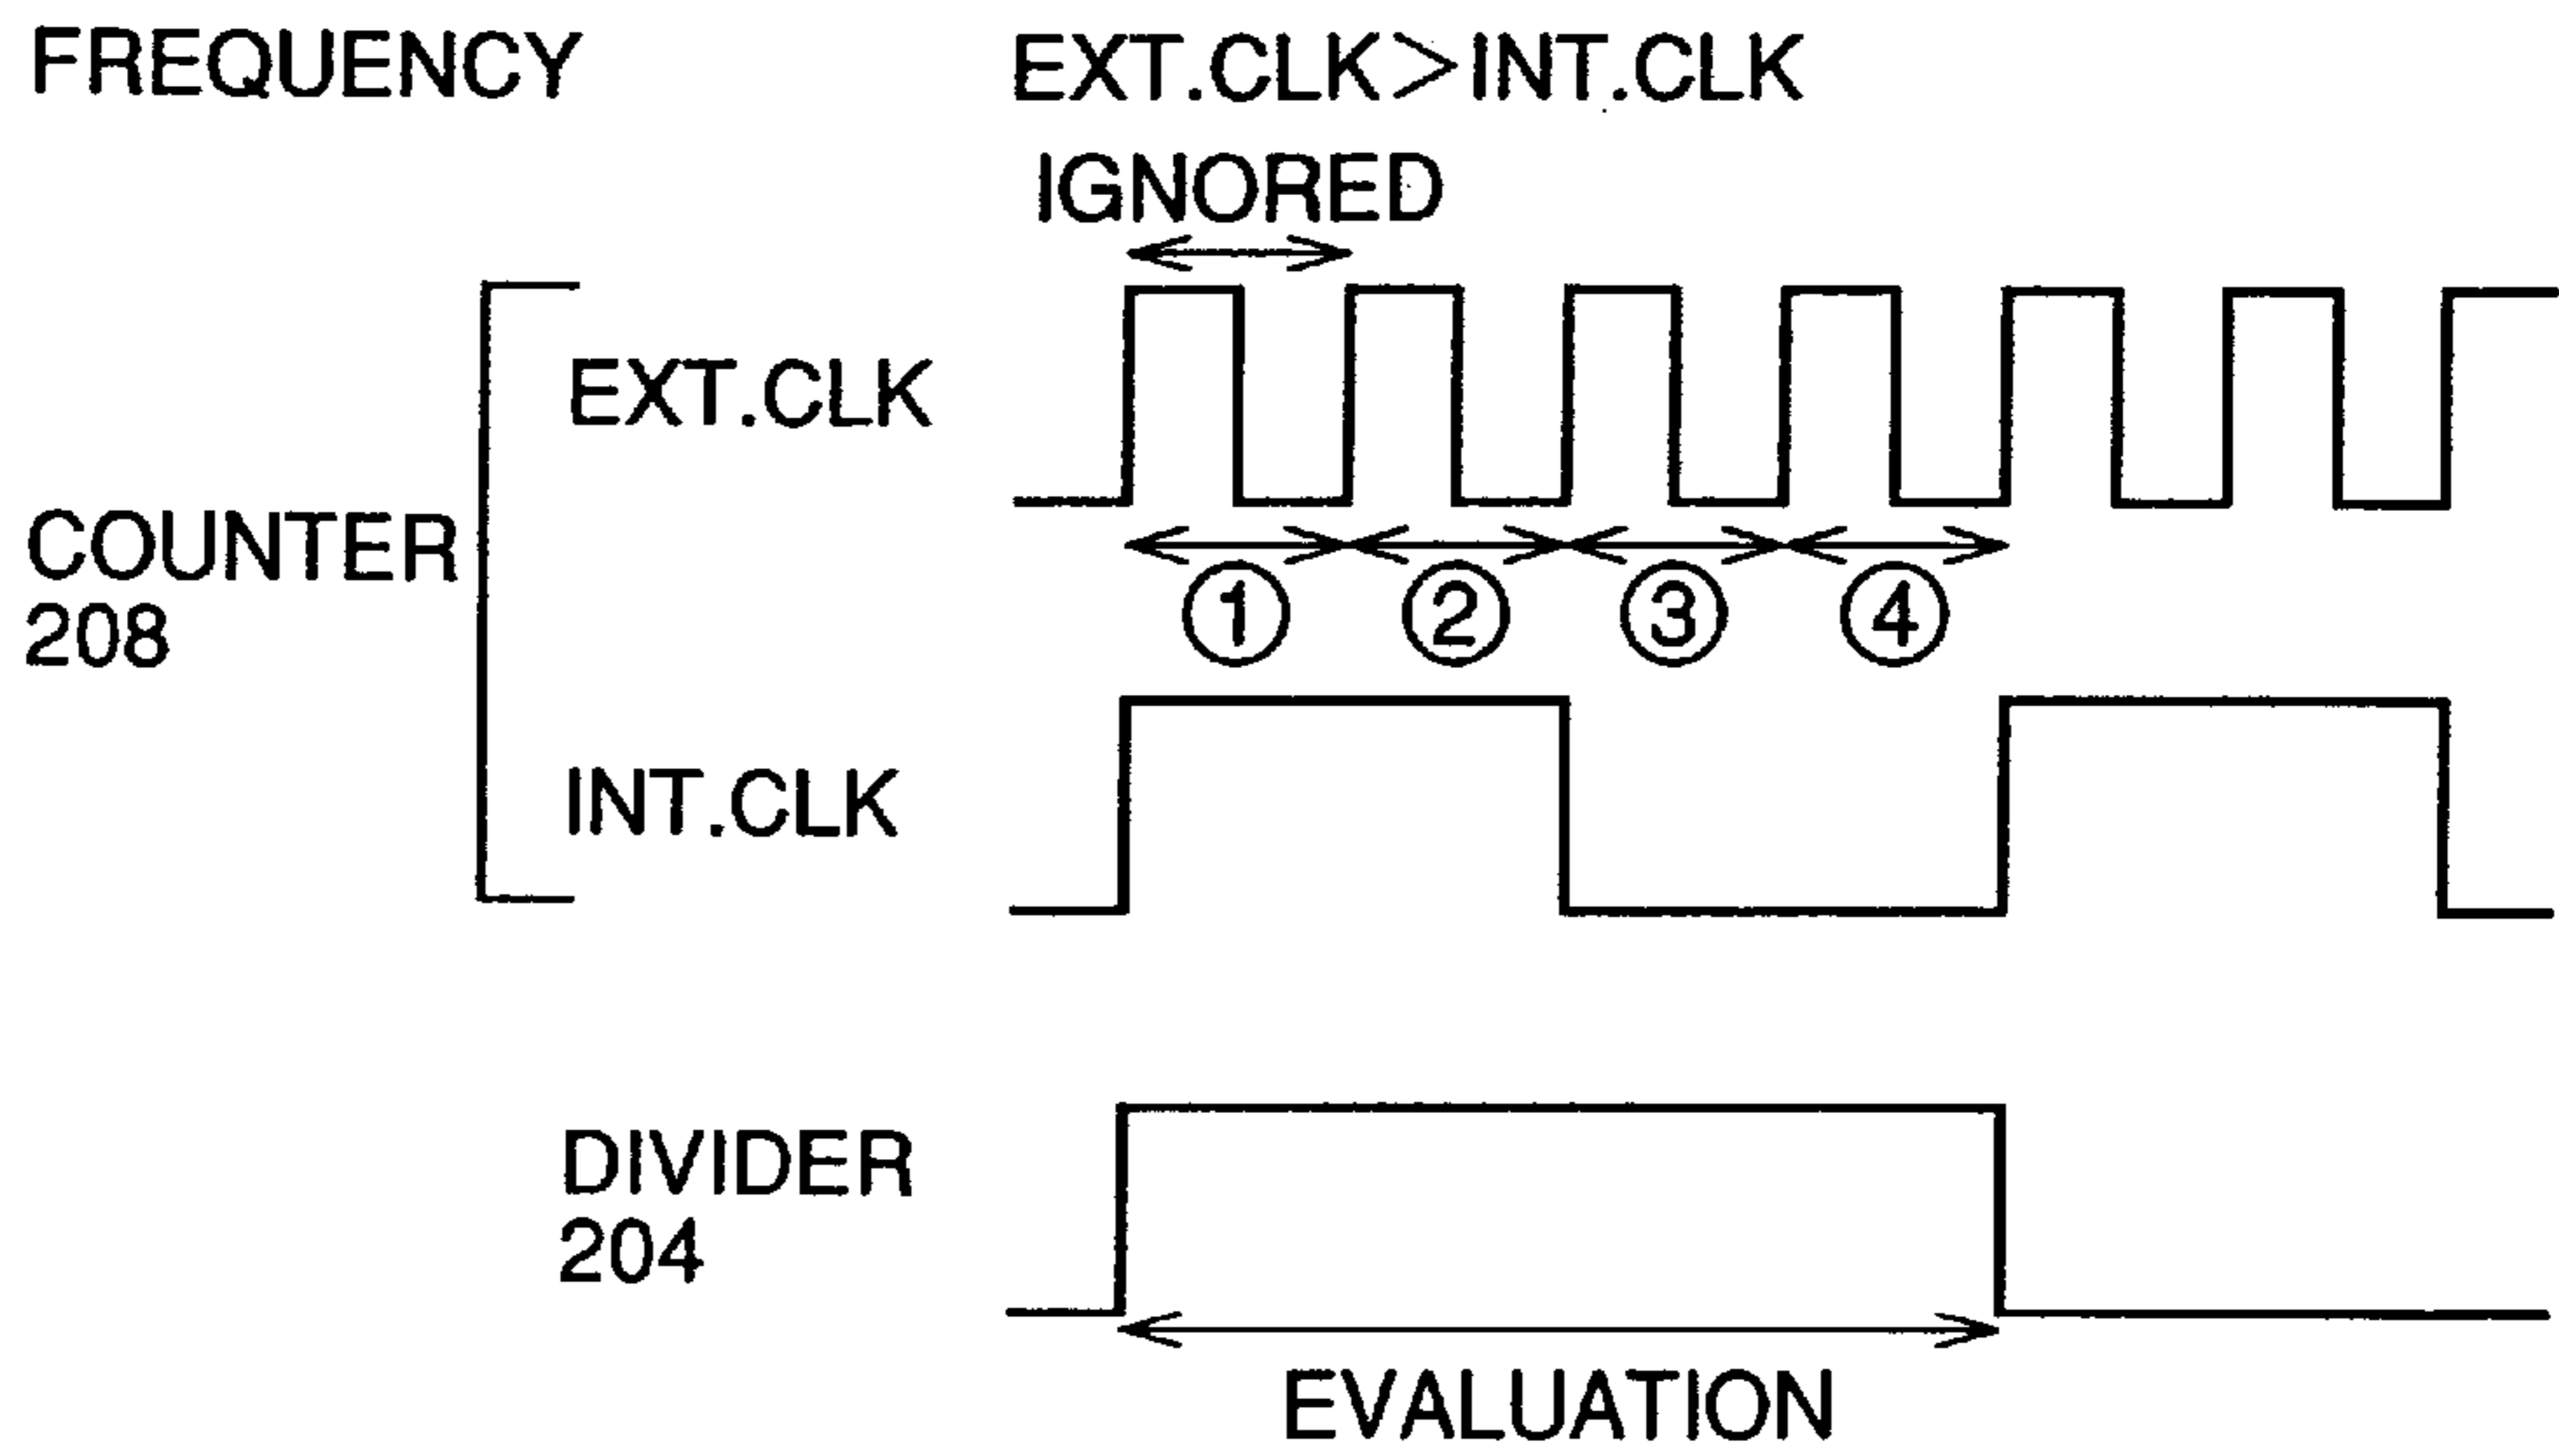 FREQUENCY
EXT.CLK>INT.CLK
IGNORED
EXT.CLK
COUNTER
208
① ② ③ ④
INT.CLK
DIVIDER
204
EVALUATION